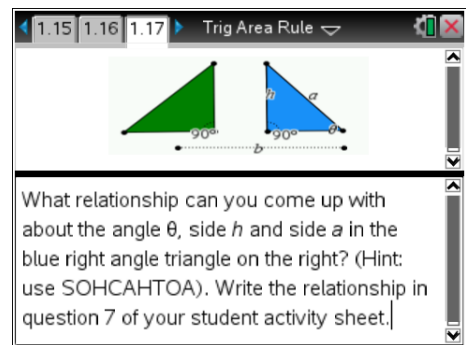 1.15 1.16 1.17 Trig Area Rule
h a
90° 90° θ
b
What relationship can you come up with
about the angle θ, side h and side a in the
blue right angle triangle on the right? (Hint:
use SOHCAHTOA). Write the relationship in
question 7 of your student activity sheet.